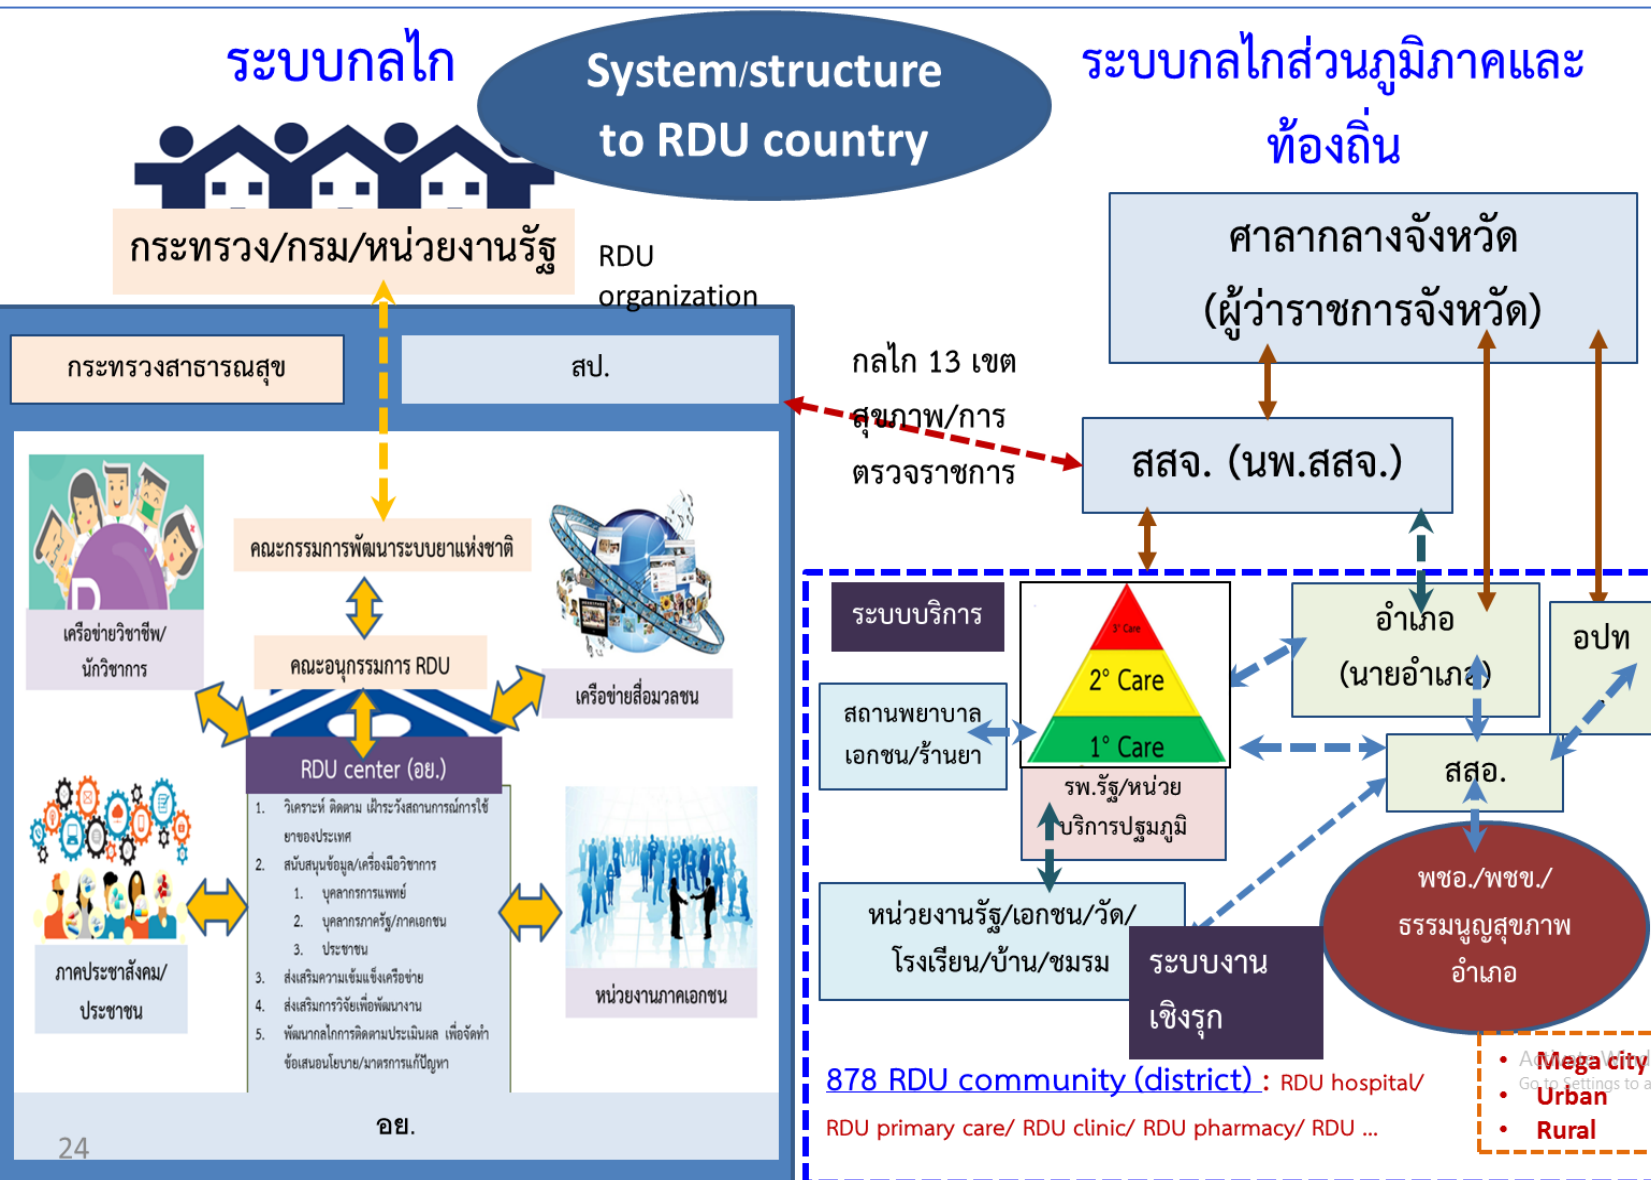 ระบบกลไก
System/structure
to RDU country
ระบบกลไกส่วนภูมิภาคและ
ท้องถิ่น
กระทรวง/กรม/หน่วยงานรัฐ
RDU
organization
กระทรวงสาธารณสุข
สป.
คณะกรรมการพัฒนาระบบยาแห่งชาติ
เครือข่ายวิชาชีพ/
นักวิชาการ
คณะอนุกรรมการ RDU
เครือข่ายสื่อมวลชน
RDU center (อย.)
1. วิเคราะห์ ติดตาม เฝ้าระวังสถานการณ์การใช้
ยาของประเทศ
2. สนับสนุนข้อมูล/เครื่องมือวิชาการ
1. บุคลากรการแพทย์
2. บุคลากรภาครัฐ/ภาคเอกชน
3. ประชาชน
3. ส่งเสริมความเข้มแข็งเครือข่าย
4. ส่งเสริมการวิจัยเพื่อพัฒนางาน
5. พัฒนากลไกการติดตามประเมินผล เพื่อจัดทำ
ข้อเสนอนโยบาย/มาตรการแก้ปัญหา
ภาคประชาสังคม/
ประชาชน
หน่วยงานภาคเอกชน
อย.
24
กลไก 13 เขต
สุขภาพ/การ
ตรวจราชการ
ศาลากลางจังหวัด
(ผู้ว่าราชการจังหวัด)
สสจ. (นพ.สสจ.)
ระบบบริการ
3° Care
2° Care
1° Care
สถานพยาบาล
เอกชน/ร้านยา
รพ.รัฐ/หน่วย
บริการปฐมภูมิ
อำเภอ
(นายอำเภอ)
อปท
.
สสอ.
พชอ./พชข./
ธรรมนูญสุขภาพ
อำเภอ
หน่วยงานรัฐ/เอกชน/วัด/
โรงเรียน/บ้าน/ชมรม
ระบบงาน
เชิงรุก
878 RDU community (district) : RDU hospital/
RDU primary care/ RDU clinic/ RDU pharmacy/ RDU ...
• Mega city
• Urban
• Rural
Go to Settings to a